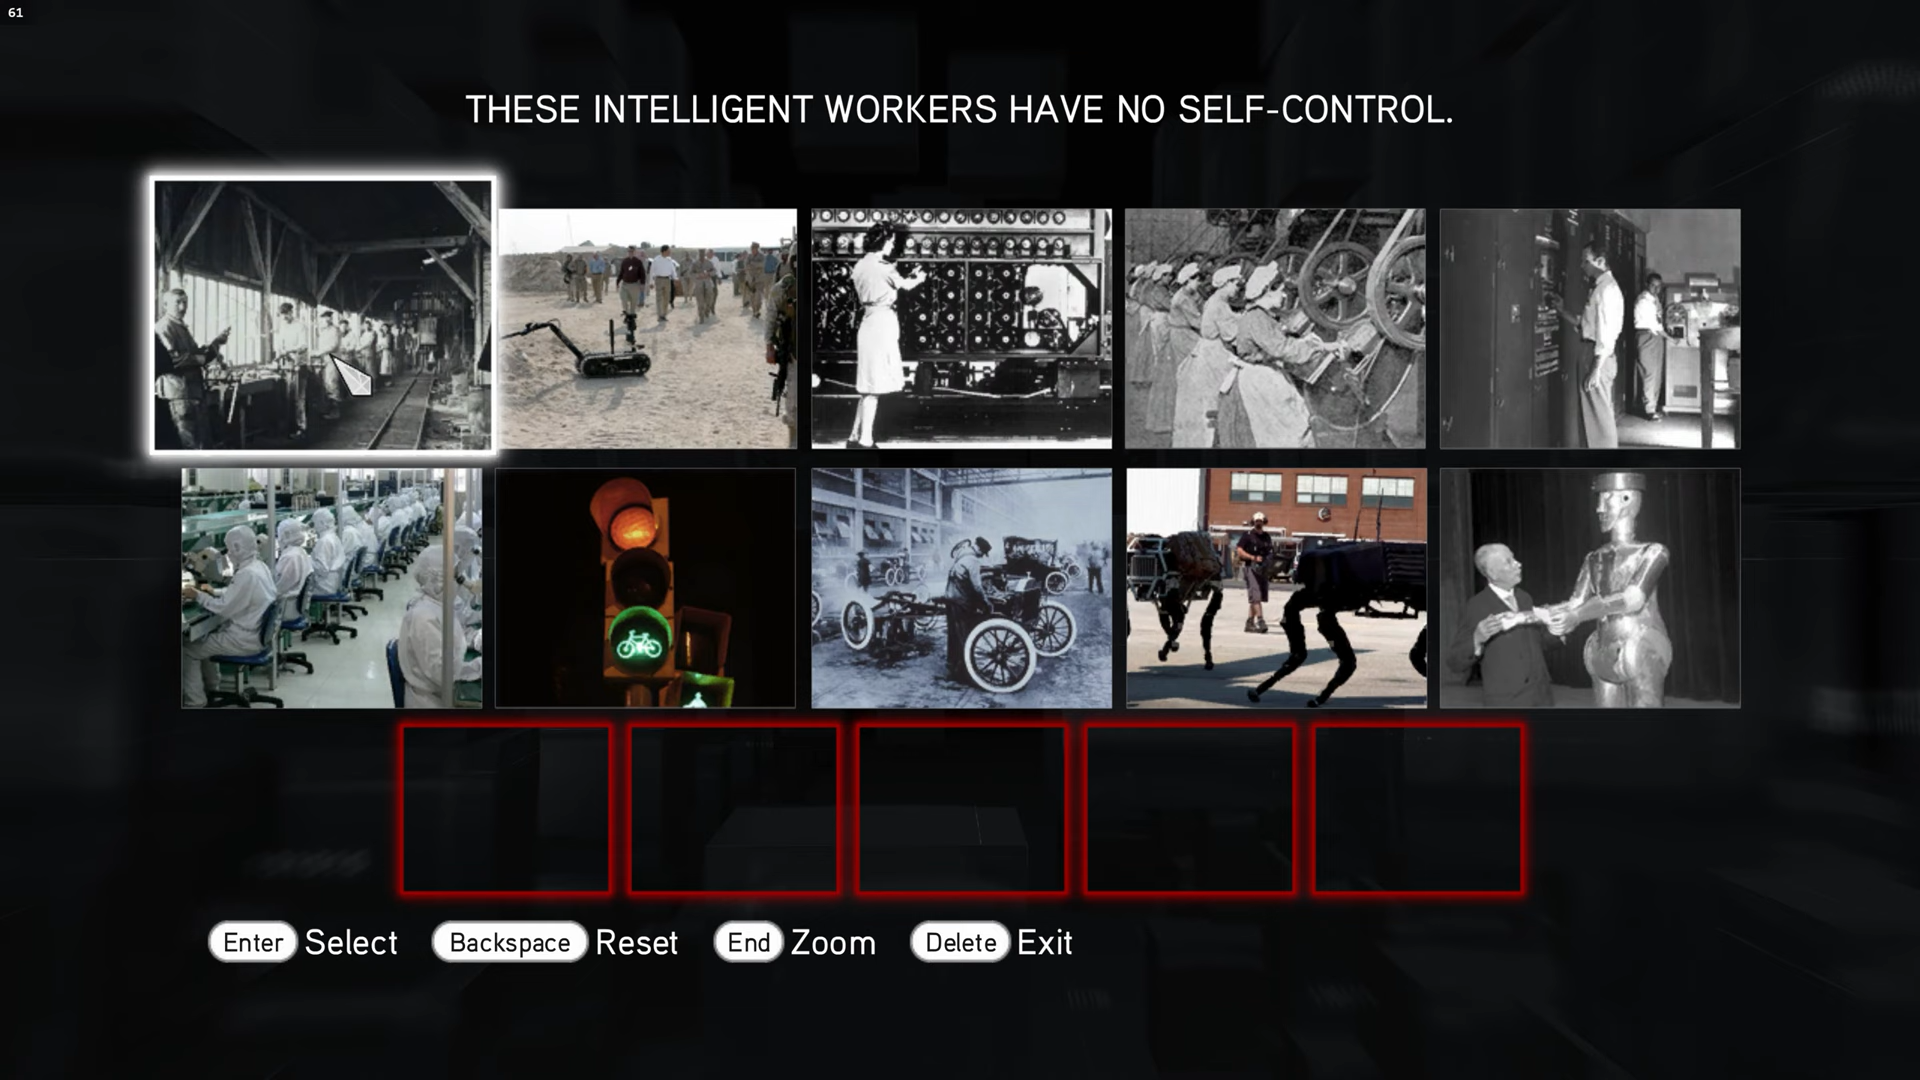 61
THESE INTELLIGENT WORKERS HAVE NO SELF-CONTROL.
Enter Select Backspace Reset End Zoom Delete Exit